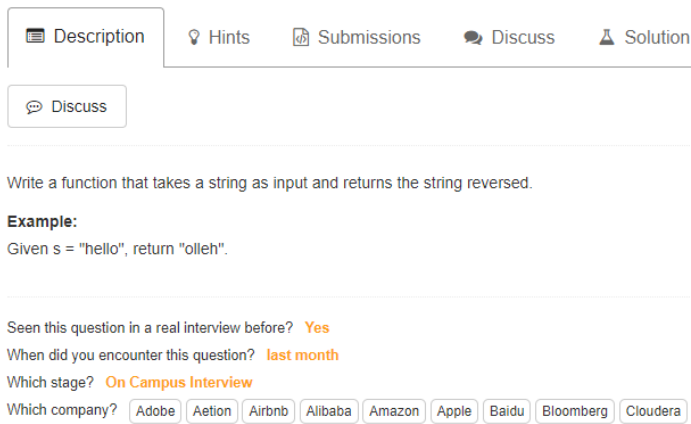 Description Hints Submissions Discuss Solution
Discuss
Write a function that takes a string as input and returns the string reversed.
Example:
Given s = "hello", return "olleh".
Seen this question in a real interview before? Yes
When did you encounter this question? last month
Which stage? On Campus Interview
Which company? Adobe Aetion Airbnb Alibaba Amazon Apple Baidu Bloomberg Cloudera